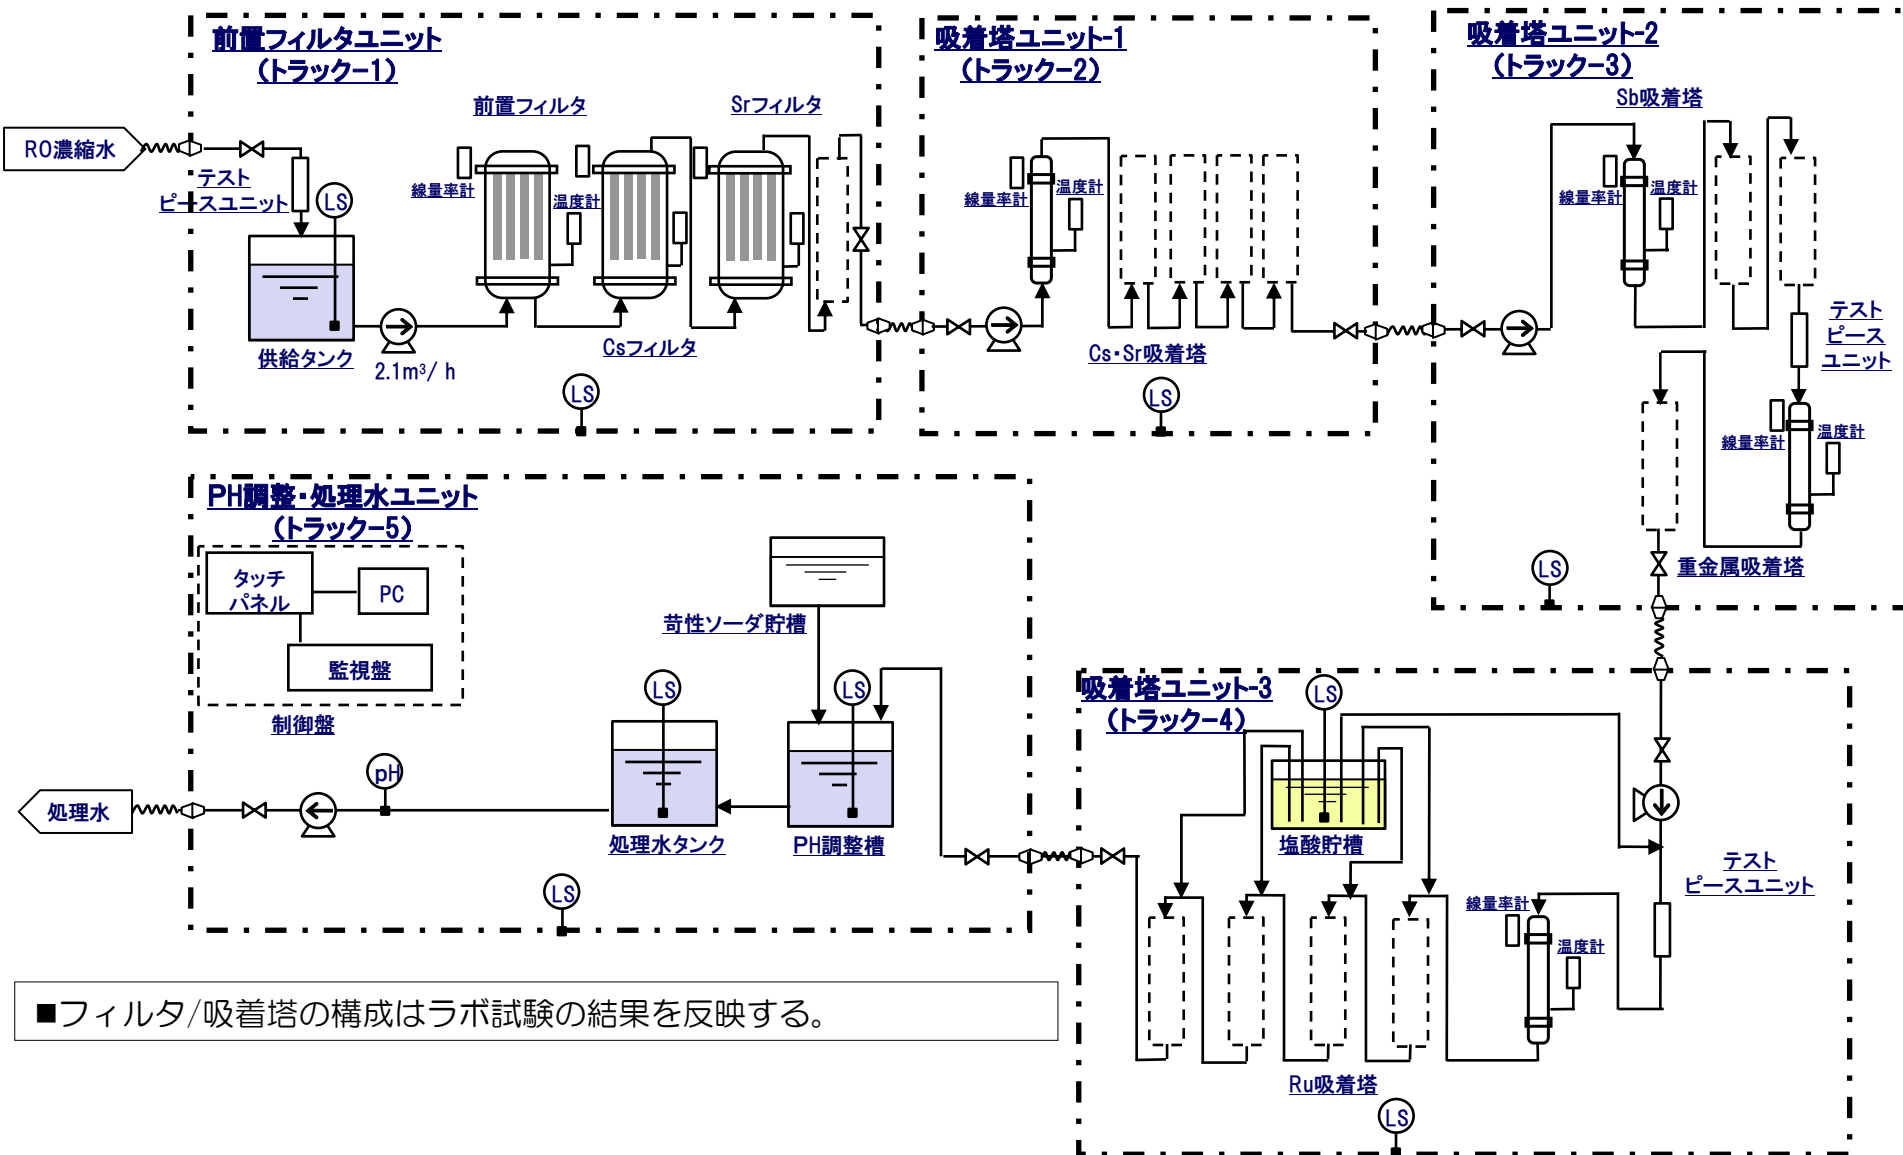 前置フィルタユニット
（トラック−1）
RO濃縮水
テスト
ピースユニット
LS
供給タンク
2.1m³/ h
前置フィルタ
線量率計
温度計
Csフィルタ
Srフィルタ
LS
吸着塔ユニット-1
（トラック−2）
線量率計
温度計
Cs・Sr吸着塔
LS
吸着塔ユニット-2
（トラック−3）
Sb吸着塔
線量率計
温度計
テスト
ピース
ユニット
線量率計
温度計
重金属吸着塔
LS
吸着塔ユニット-3
（トラック−4）
LS
塩酸貯槽
テスト
ピースユニット
線量率計
温度計
Ru吸着塔
LS
PH調整・処理水ユニット
（トラック−5）
タッチ
パネル
PC
監視盤
制御盤
苛性ソーダ貯槽
LS
LS
処理水タンク
PH調整槽
pH
処理水
LS
■フィルタ/吸着塔の構成はラボ試験の結果を反映する。